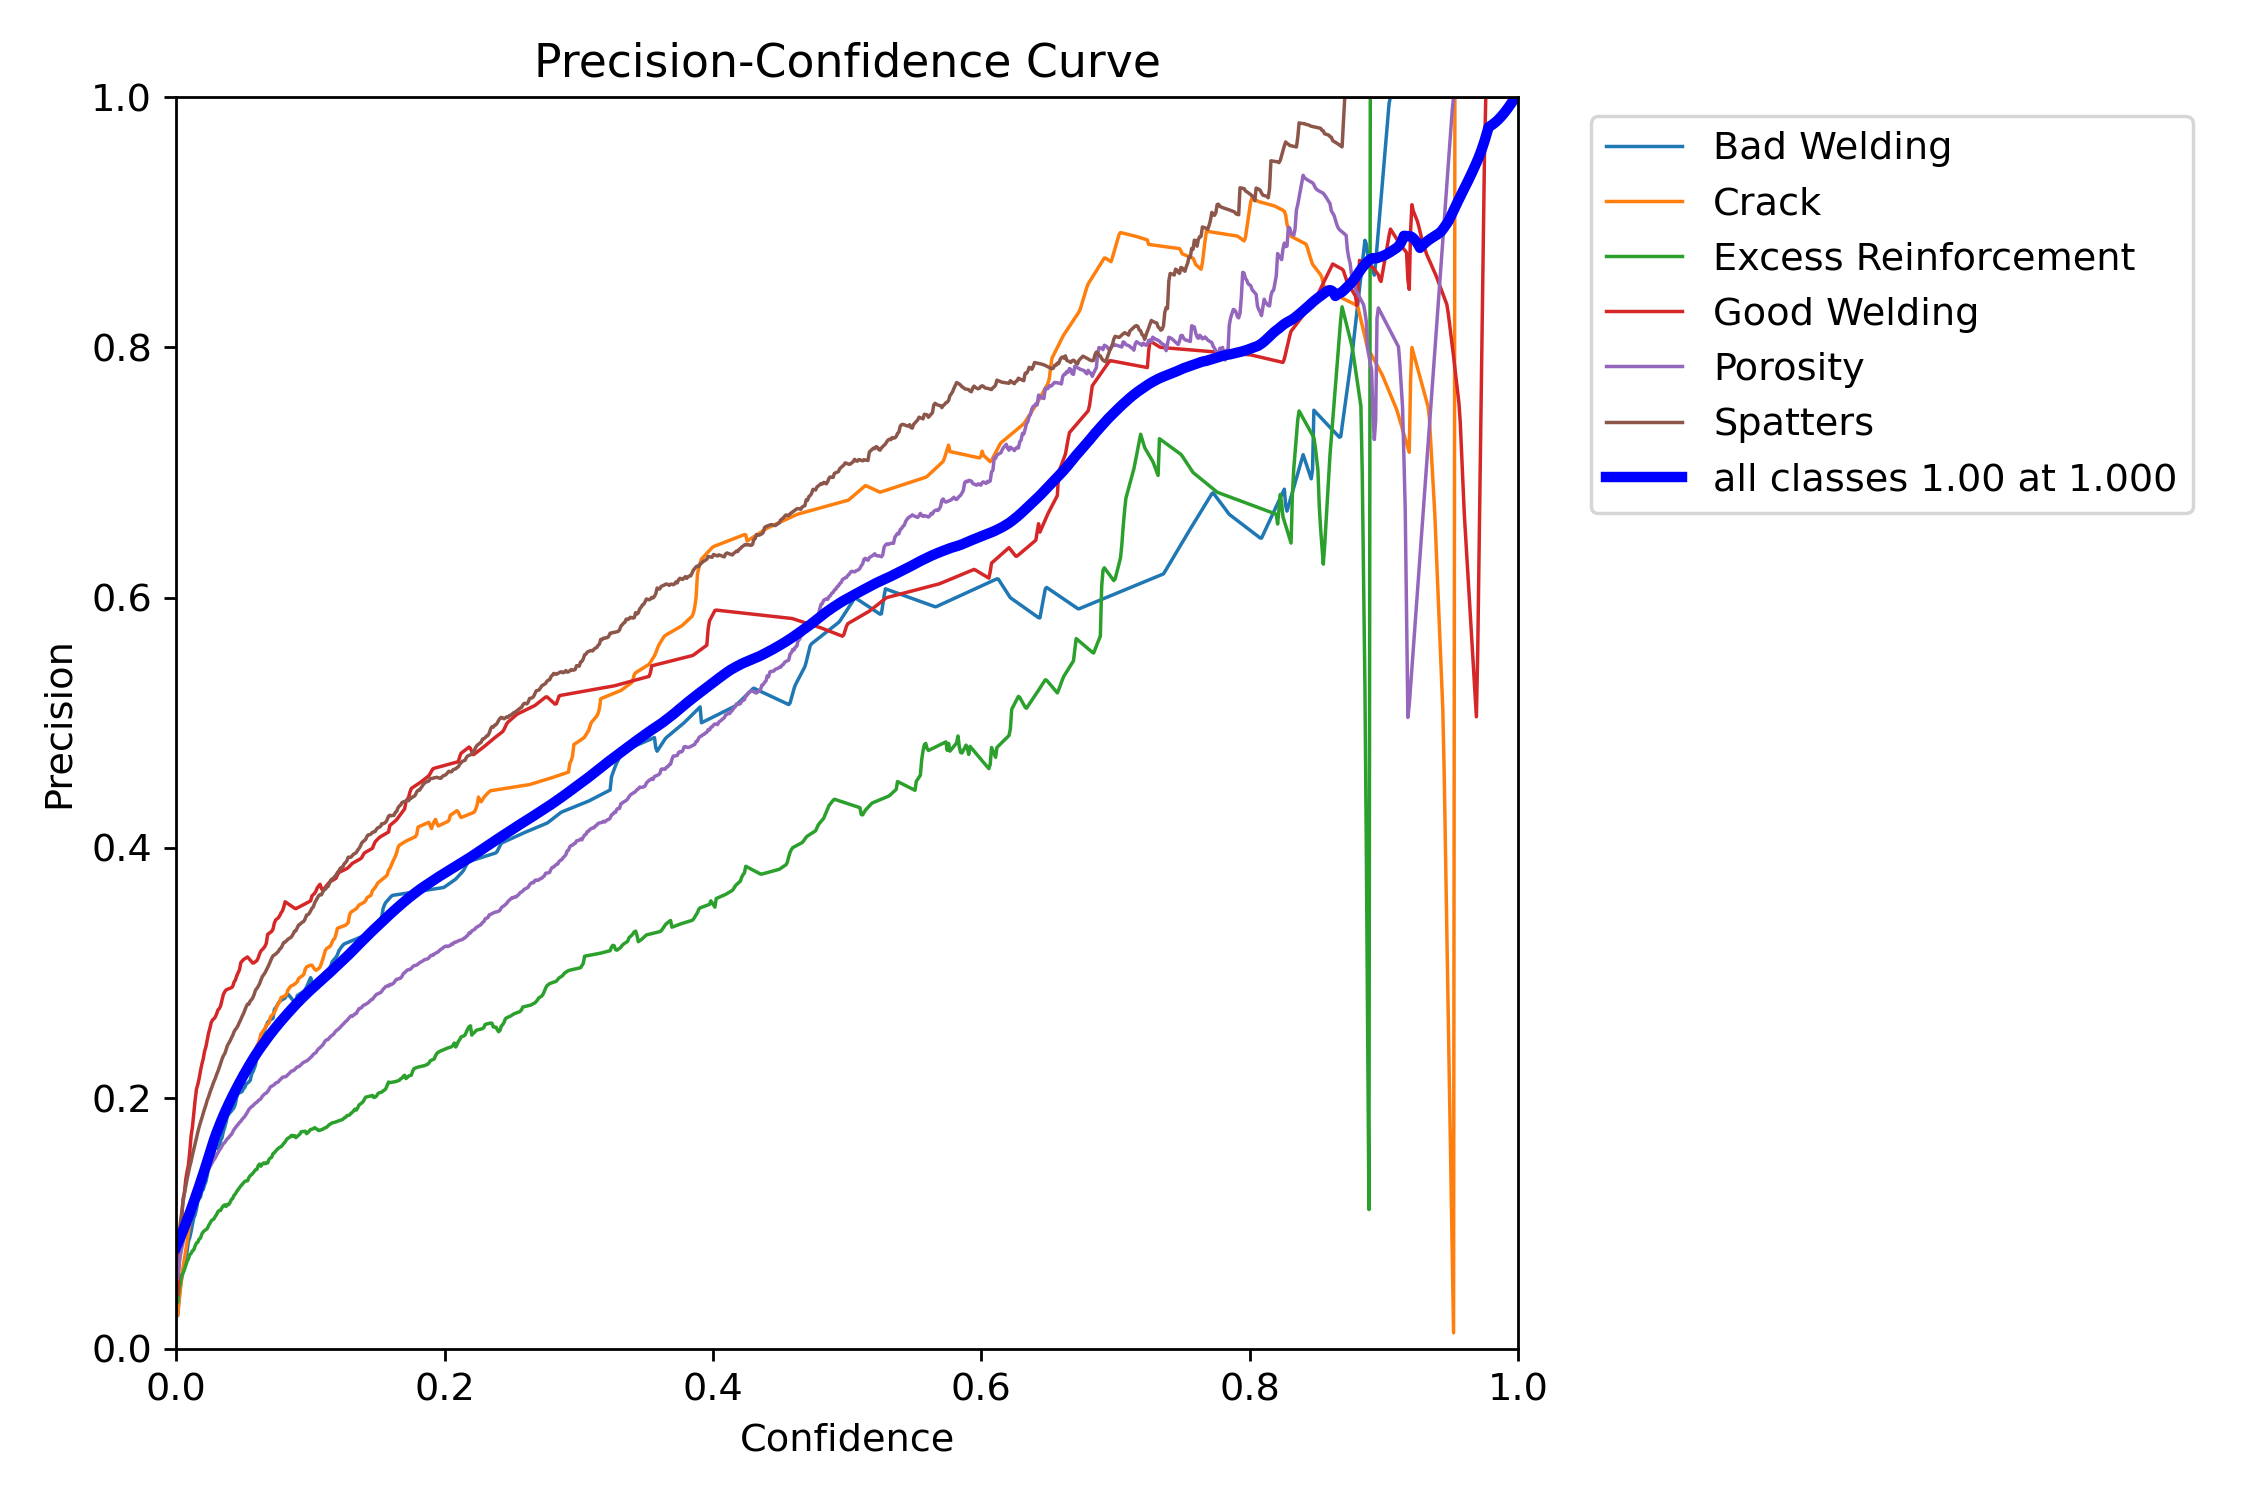 Precision-Confidence Curve
1.0
0.8
0.6
0.4
0.2
0.0
Precision
0.0 0.2 0.4 0.6 0.8 1.0
Confidence
Bad Welding
Crack
Excess Reinforcement
Good Welding
Porosity
Spatters
all classes 1.00 at 1.000